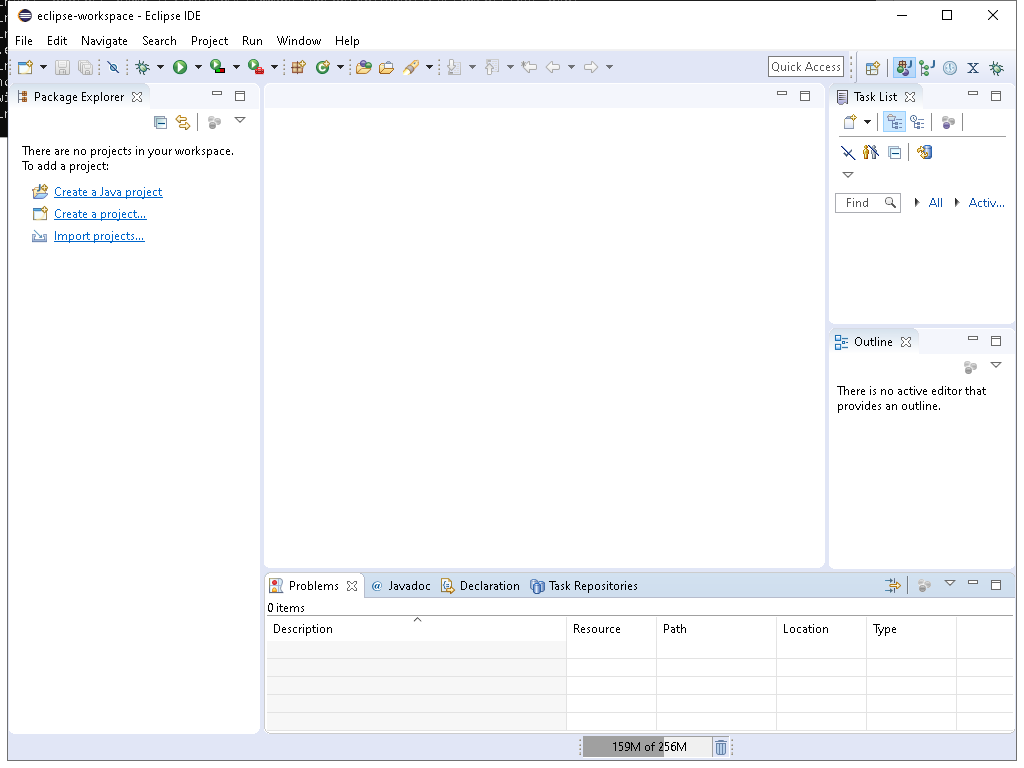 eclipse-workspace - Eclipse IDE
File Edit Navigate Search Project Run Window Help
Quick Access
Package Explorer
Task List
There are no projects in your workspace.
To add a project:
Create a Java project
Create a project...
Import projects...
Find All Activ...
Outline
There is no active editor that
provides an outline.
Problems @ Javadoc Declaration Task Repositories
0 items
Description Resource Path Location Type
159M of 256M